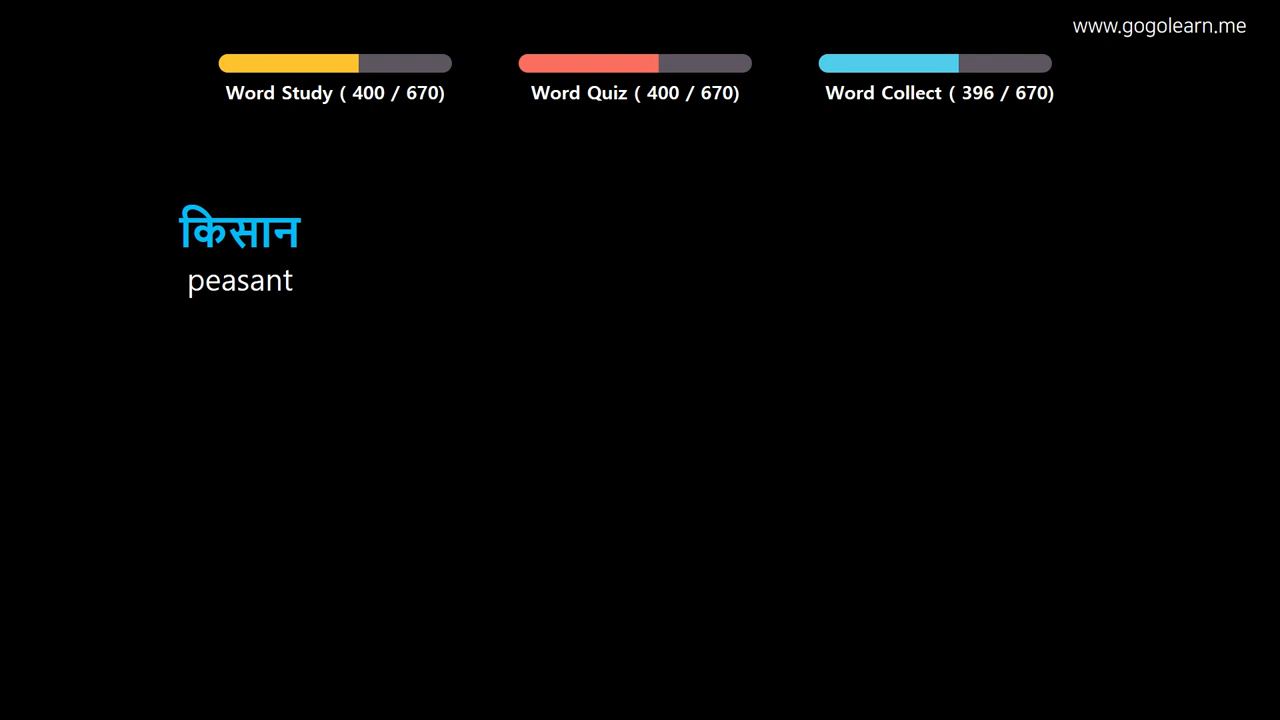 www.gogolearn.me
Word Study ( 400 / 670)
Word Quiz ( 400 / 670)
Word Collect ( 396 / 670)
किसान
peasant